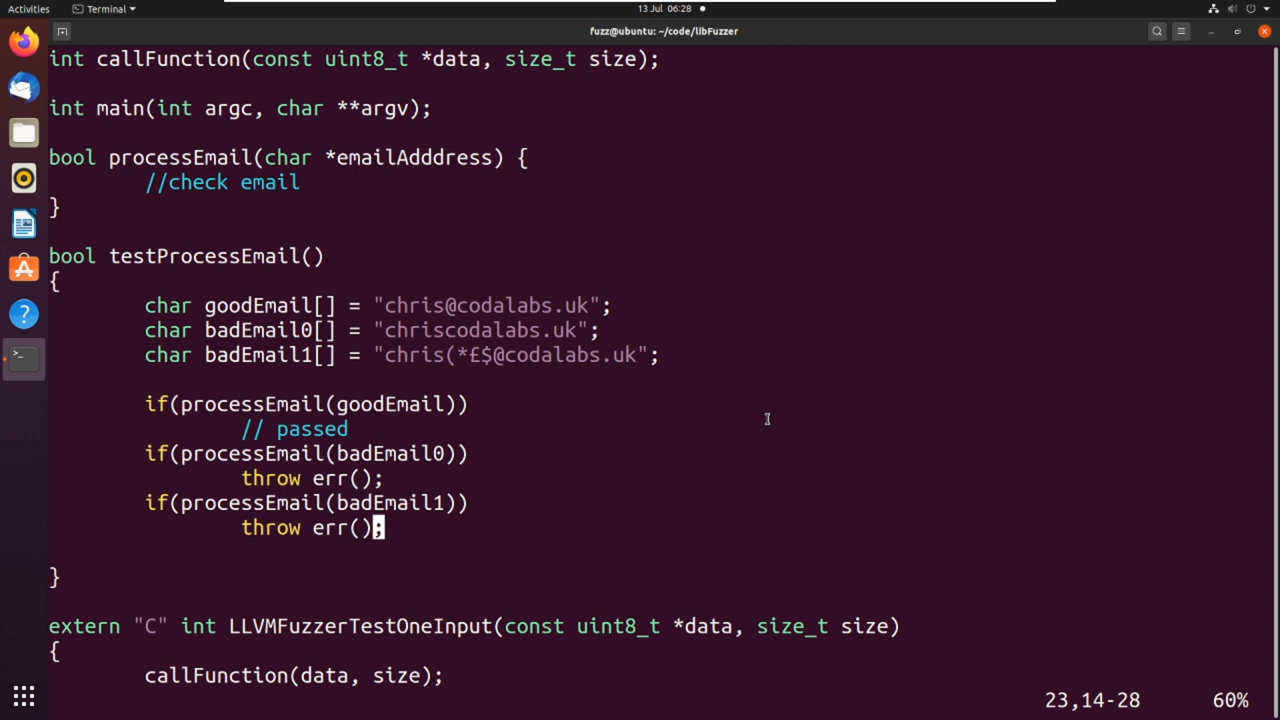 Activities Terminal 13 Jul 06:28
fuzz@ubuntu: ~/code/libFuzzer
int callFunction(const uint8_t *data, size_t size);
int main(int argc, char **argv);
bool processEmail(char *emailAdddress) {
//check email
}
bool testProcessEmail()
{
char goodEmail[] = "chris@codalabs.uk";
char badEmail0[] = "chriscodalabs.uk";
char badEmail1[] = "chris(*£$@codalabs.uk";
if(processEmail(goodEmail))
// passed
if(processEmail(badEmail0))
throw err();
if(processEmail(badEmail1))
throw err();
}
extern "C" int LLVMFuzzerTestOneInput(const uint8_t *data, size_t size)
{
callFunction(data, size);
23,14-28 60%